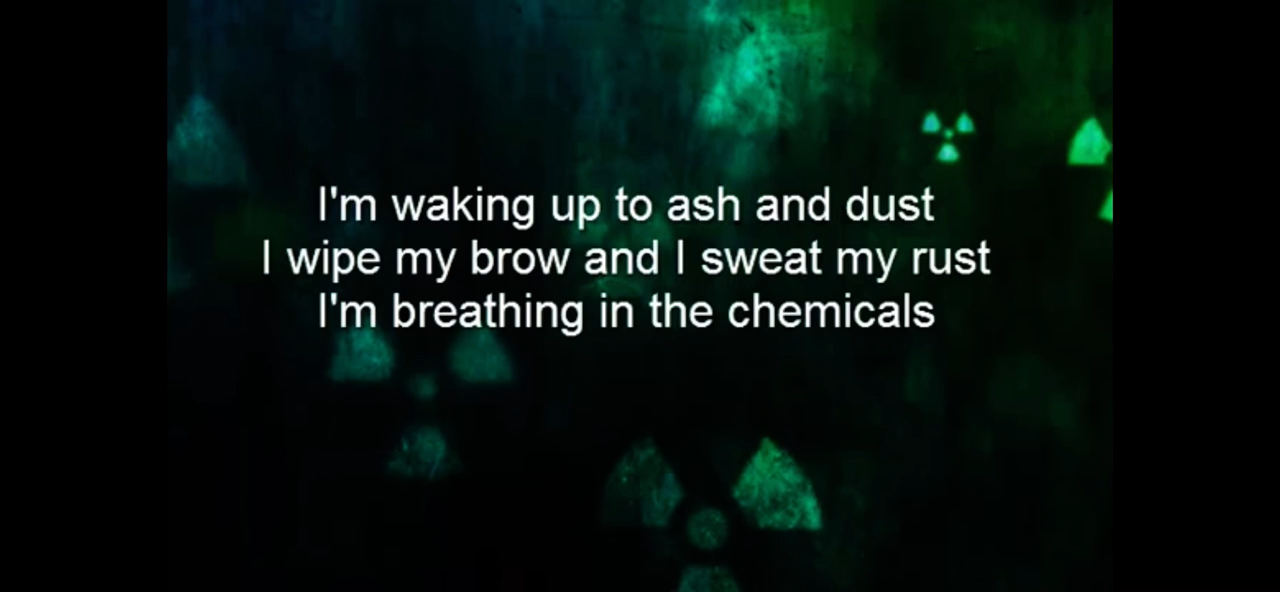 I'm waking up to ash and dust
I wipe my brow and I sweat my rust
I'm breathing in the chemicals